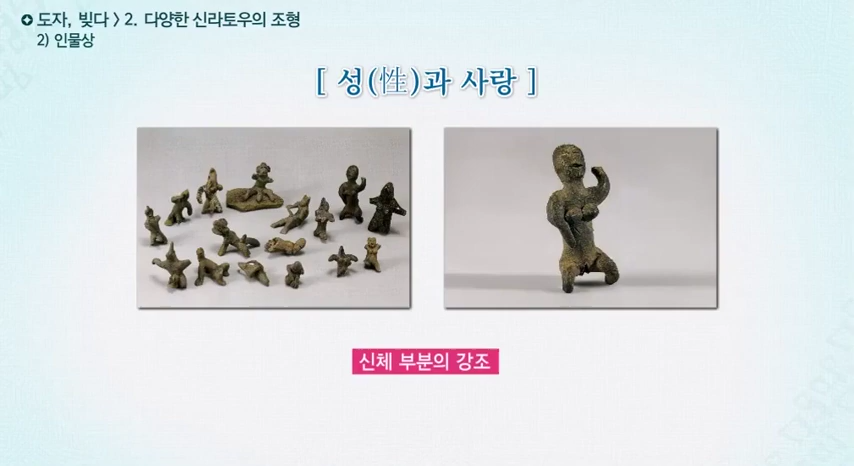 도자, 빚다 > 2. 다양한 신라토우의 조형
2) 인물상
[ 성(性)과 사랑 ]
신체 부분의 강조